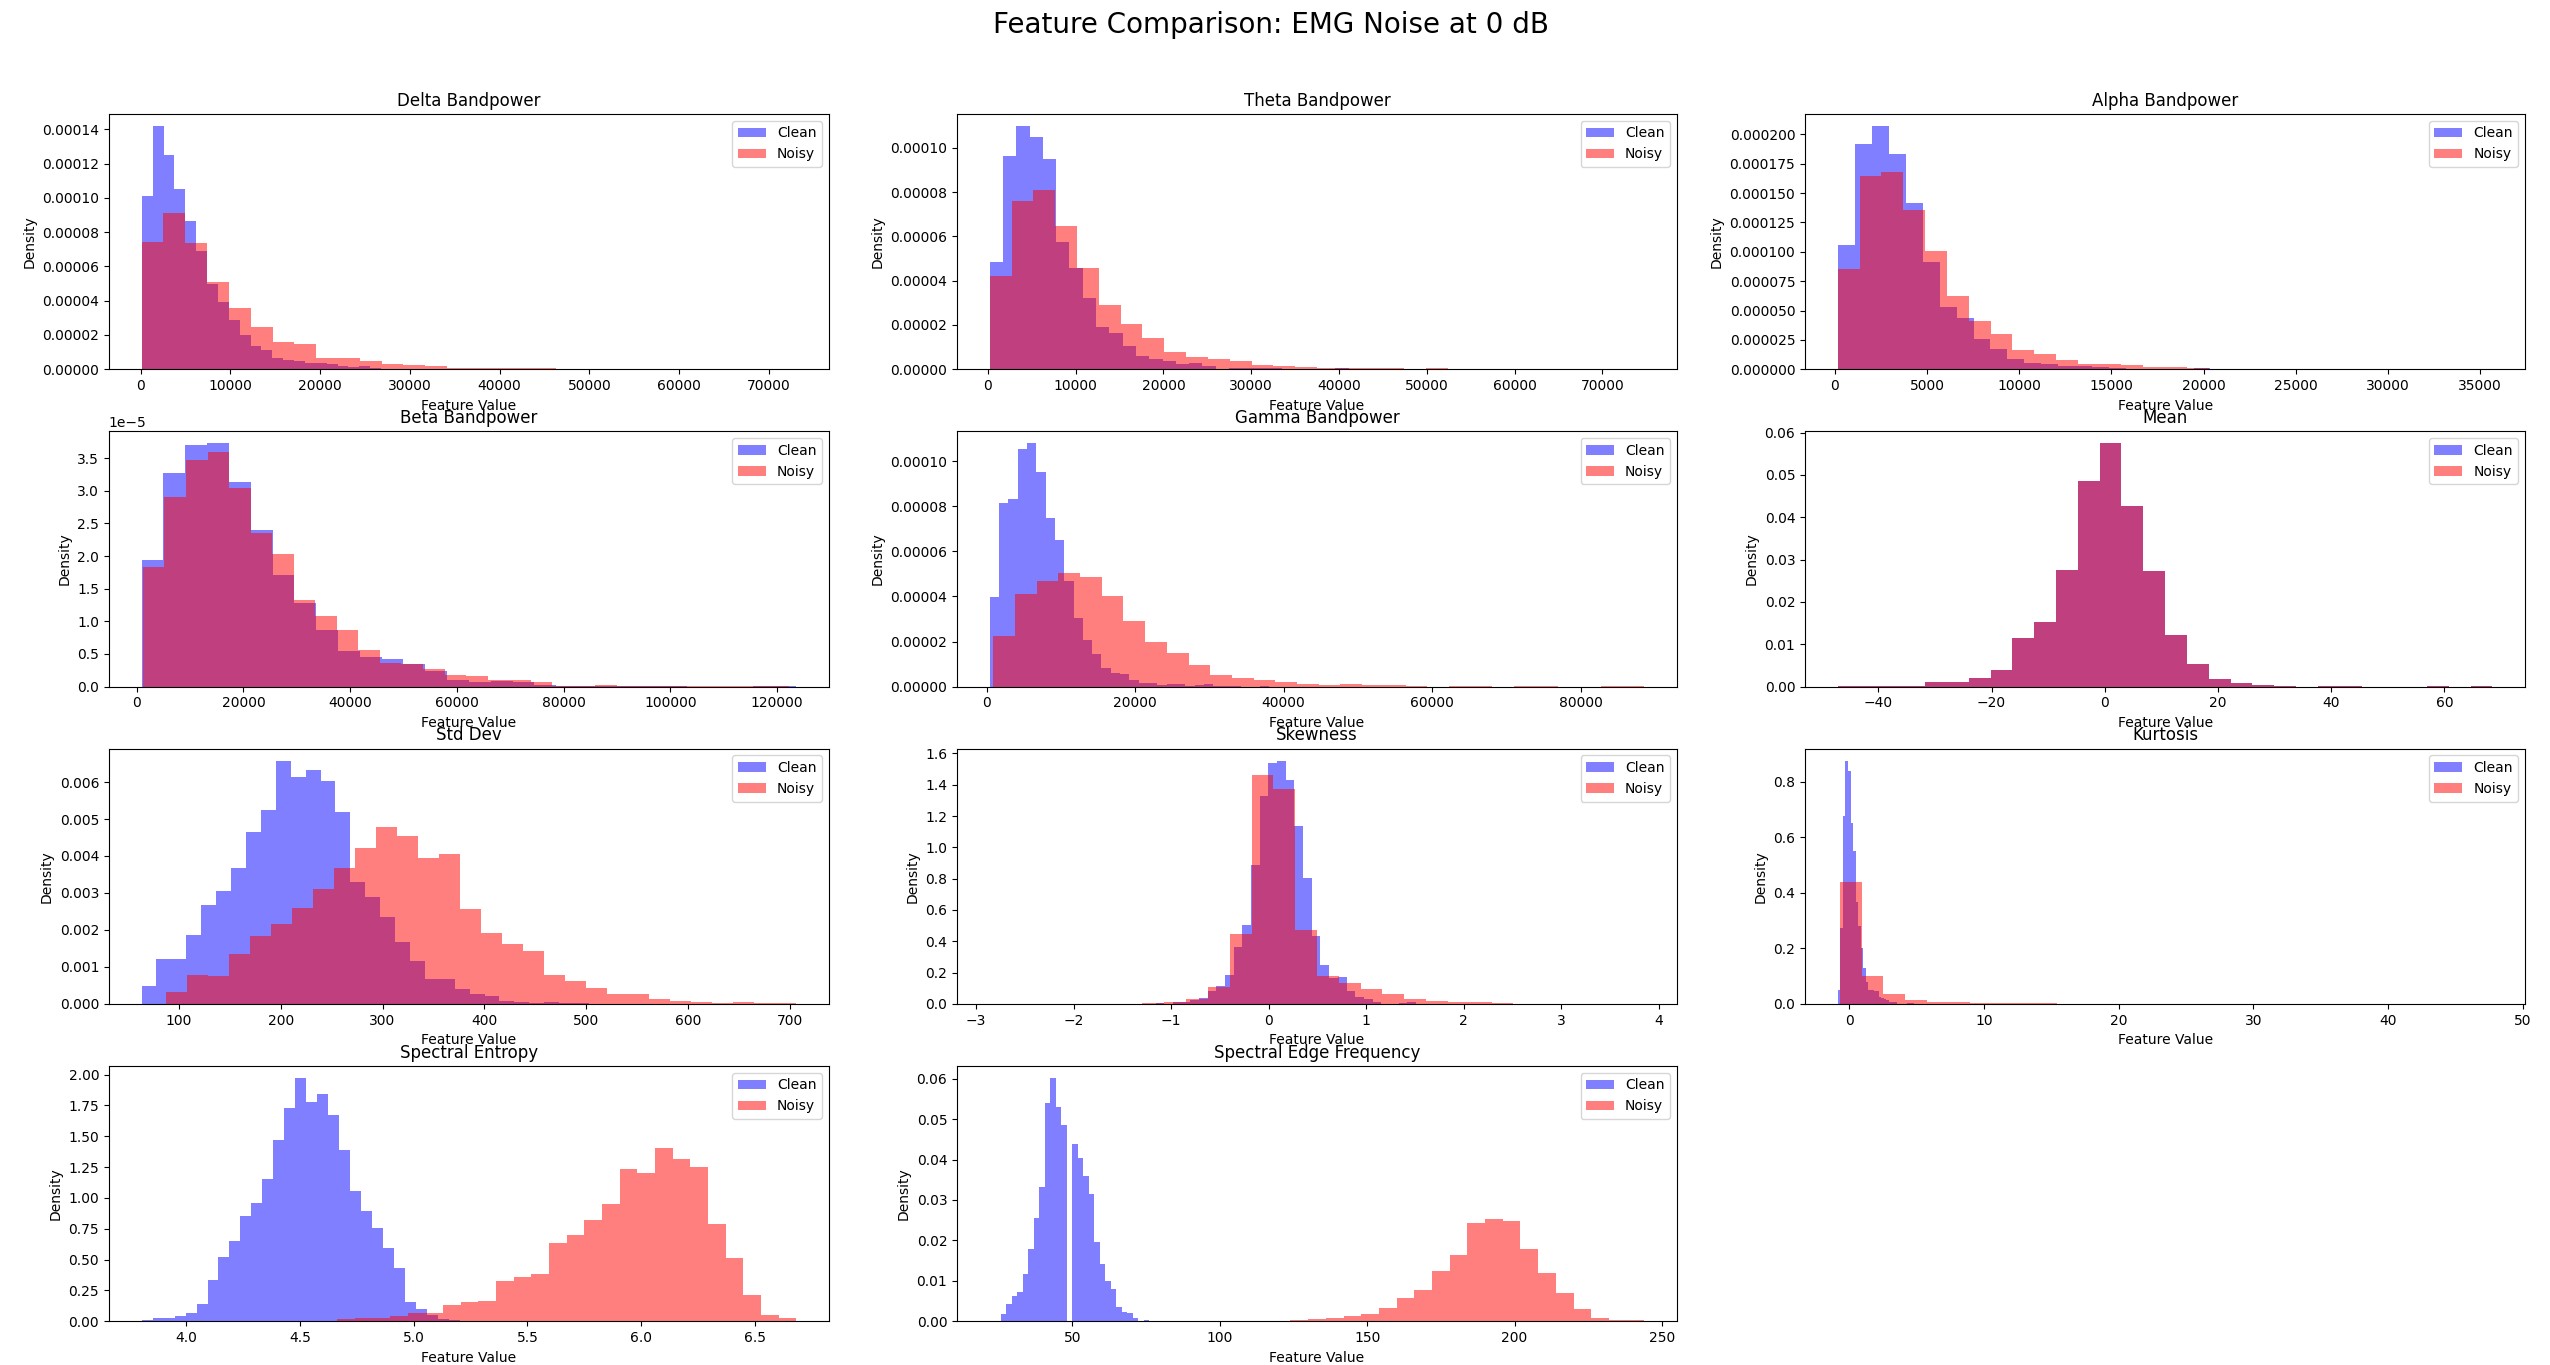 Feature Comparison: EMG Noise at 0 dB
Delta Bandpower
Density
0.00014
0.00012
0.00010
0.00008
0.00006
0.00004
0.00002
0.00000
Clean
Noisy
0 10000 20000 30000 40000 50000 60000 70000
Feature Value
Theta Bandpower
Density
0.00010
0.00008
0.00006
0.00004
0.00002
0.00000
Clean
Noisy
0 10000 20000 30000 40000 50000 60000 70000
Feature Value
Alpha Bandpower
Density
0.000200
0.000175
0.000150
0.000125
0.000100
0.000075
0.000050
0.000025
0.000000
Clean
Noisy
0 5000 10000 15000 20000 25000 30000 35000
Feature Value
Beta Bandpower
1e−5
Density
3.5
3.0
2.5
2.0
1.5
1.0
0.5
0.0
Clean
Noisy
0 20000 40000 60000 80000 100000 120000
Feature Value
Gamma Bandpower
Density
0.00010
0.00008
0.00006
0.00004
0.00002
0.00000
Clean
Noisy
0 20000 40000 60000 80000
Feature Value
Mean
Density
0.06
0.05
0.04
0.03
0.02
0.01
0.00
Clean
Noisy
−40 −20 0 20 40 60
Feature Value
Std Dev
Density
0.006
0.005
0.004
0.003
0.002
0.001
0.000
Clean
Noisy
100 200 300 400 500 600 700
Feature Value
Skewness
Density
1.6
1.4
1.2
1.0
0.8
0.6
0.4
0.2
0.0
Clean
Noisy
−3 −2 −1 0 1 2 3 4
Feature Value
Kurtosis
Density
0.8
0.6
0.4
0.2
0.0
Clean
Noisy
0 10 20 30 40 50
Feature Value
Spectral Entropy
Density
2.00
1.75
1.50
1.25
1.00
0.75
0.50
0.25
0.00
Clean
Noisy
4.0 4.5 5.0 5.5 6.0 6.5
Feature Value
Spectral Edge Frequency
Density
0.06
0.05
0.04
0.03
0.02
0.01
0.00
Clean
Noisy
50 100 150 200 250
Feature Value